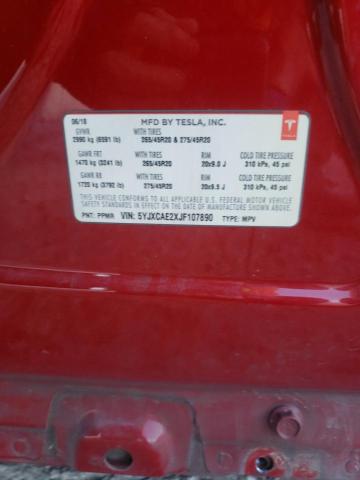 06/18 MFD BY TESLA, INC.
GVWR WITH TIRES
2990 kg (6591 lb) 265/45R20 & 275/45R20
TESLA
GAWR FRT WITH TIRES RIM COLD TIRE PRESSURE
1470 kg (3241 lb) 265/45R20 20x9.0 J 310 kPa, 45 psi
GAWR RR WITH TIRES RIM COLD TIRE PRESSURE
1720 kg (3792 lb) 275/45R20 20x9.5 J 310 kPa, 45 psi
THIS VEHICLE CONFORMS TO ALL APPLICABLE U.S. FEDERAL MOTOR VEHICLE
SAFETY STANDARDS IN EFFECT ON THE DATE OF MANUFACTURE SHOWN ABOVE.
PNT: PPMR VIN: 5YJXCAE2XJF107890 TYPE: MPV